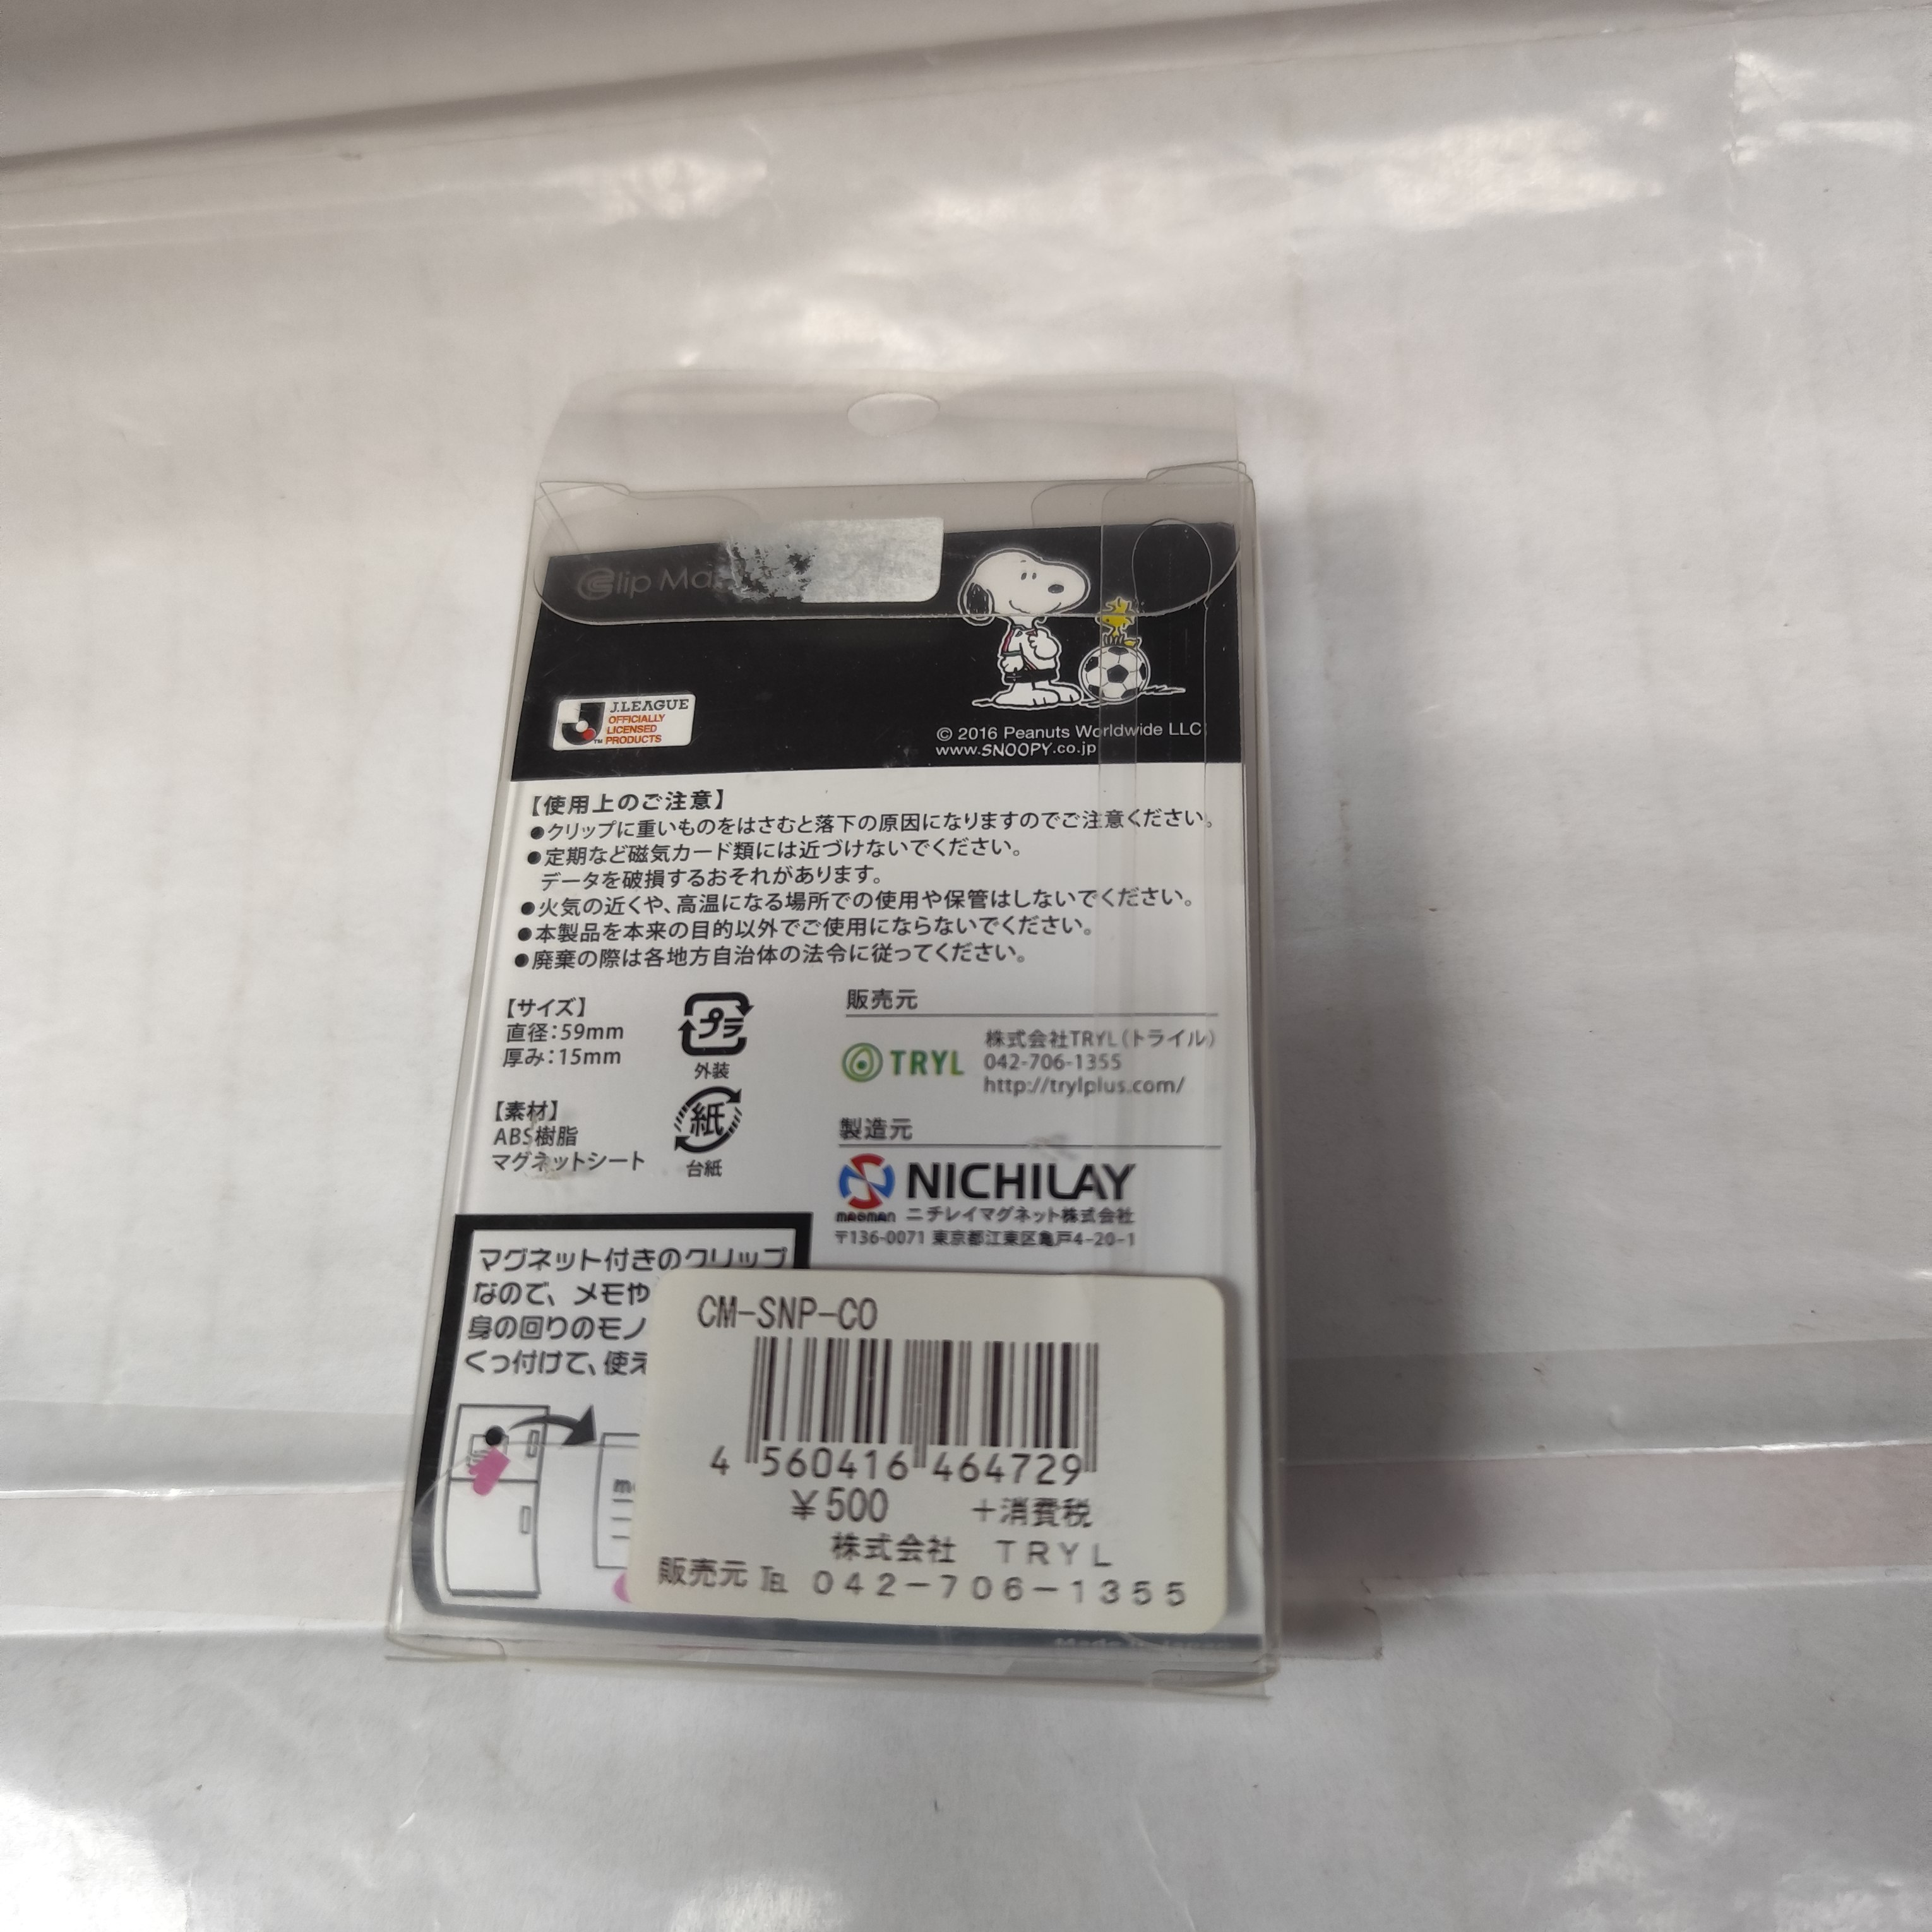 Clip Ma
J.LEAGUE
OFFICIALLY
LICENSED
PRODUCTS
TM
© 2016 Peanuts Worldwide LLC
www.SNOOPY.co.jp
【使用上のご注意】
●クリップに重いものをはさむと落下の原因になりますのでご注意ください。
●定期など磁気カード類には近づけないでください。
データを破損するおそれがあります。
●火気の近くや、高温になる場所での使用や保管はしないでください。
●本製品を本来の目的以外でご使用にならないでください。
●廃棄の際は各地方自治体の法令に従ってください。
【サイズ】
直径：59mm
厚み：15mm
【素材】
ABS樹脂
マグネットシート
プラ
外装
紙
台紙
販売元
TRYL
株式会社TRYL（トライル）
042-706-1355
http://trylplus.com/
製造元
NICHILAY
MAGMAN ニチレイマグネット株式会社
〒136-0071 東京都江東区亀戸4-20-1
マグネット付きのクリップ
なので、メモや
身の回りのモノ
くっ付けて、使え
CM-SNP-CO
4 560416 464729
￥500 +消費税
株式会社 TRYL
販売元 TEL 042-706-1355
Made in Japan